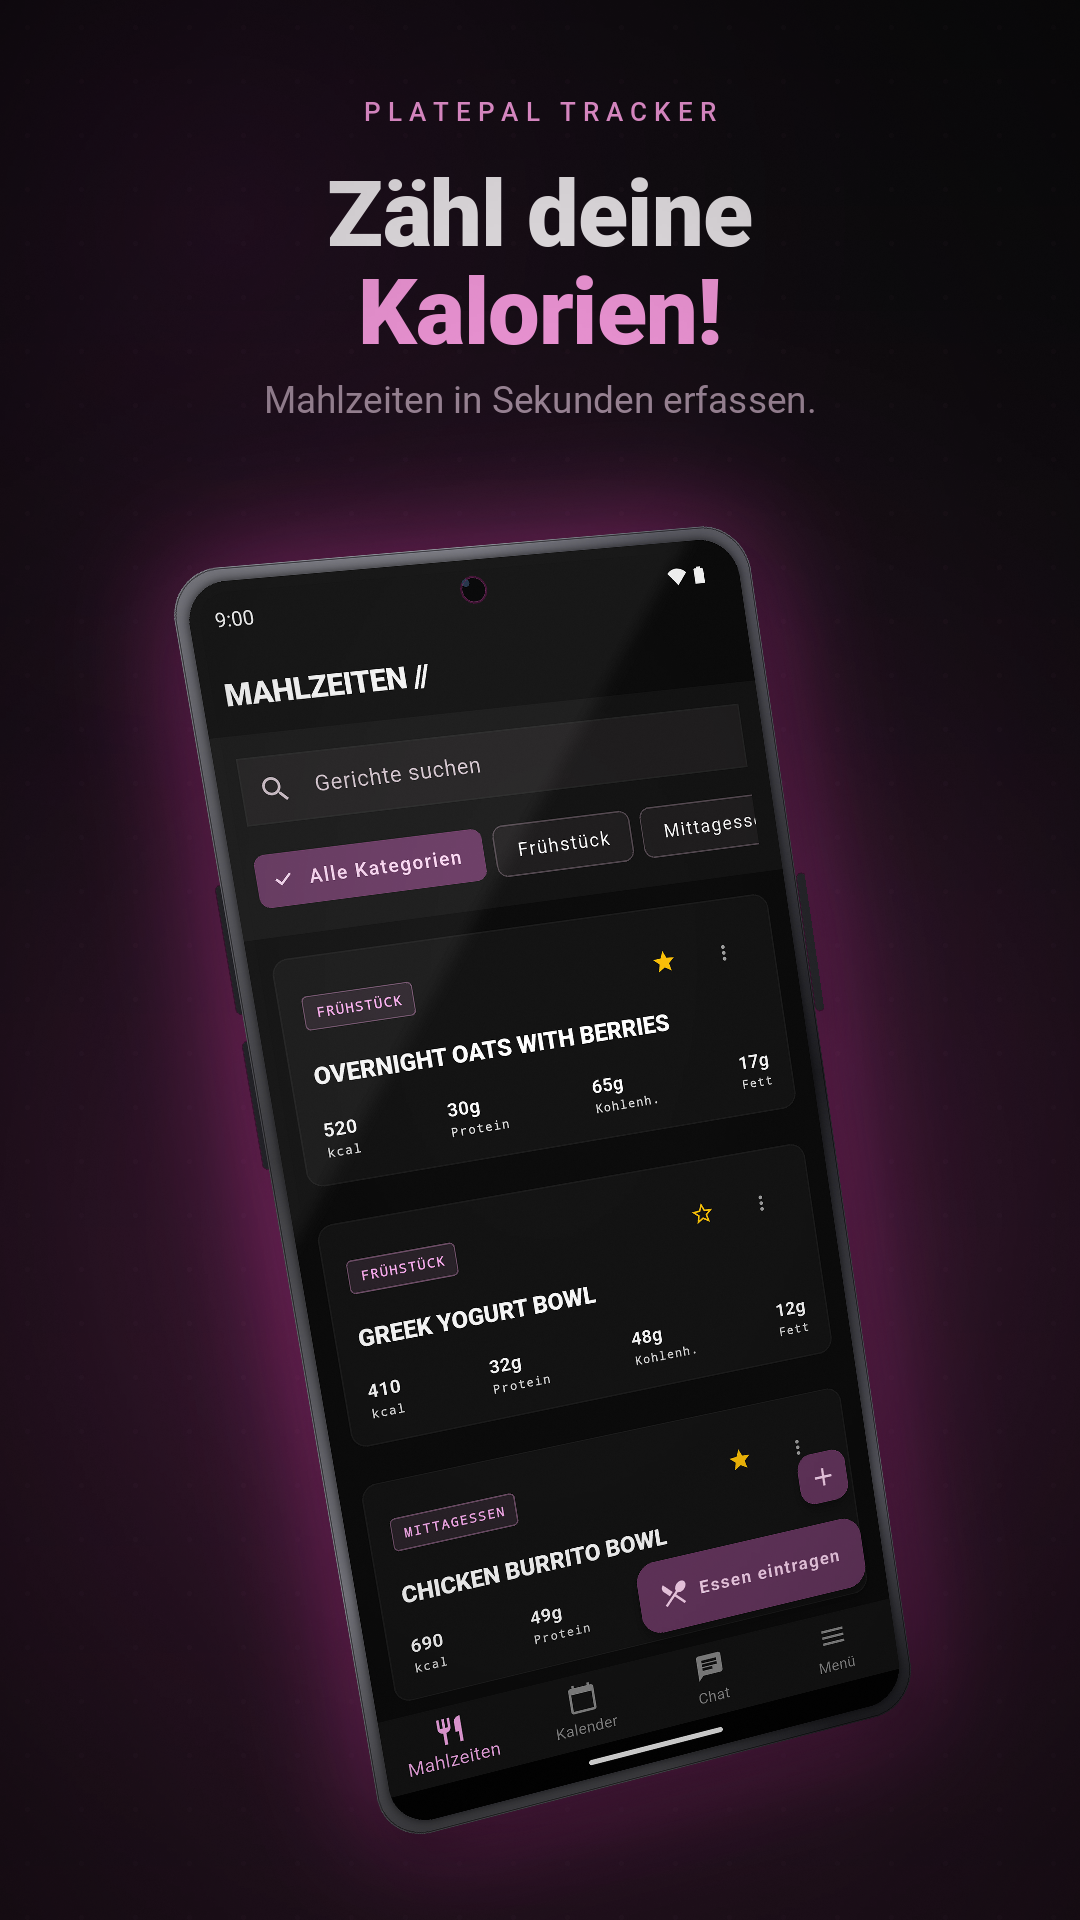 PLATEPAL TRACKER
Zähl deine
Kalorien!
Mahlzeiten in Sekunden erfassen.
9:00
MAHLZEITEN //
Gerichte suchen
Alle Kategorien
Frühstück
Mittagess
FRÜHSTÜCK
OVERNIGHT OATS WITH BERRIES
520 30g 65g 17g
kcal Protein Kohlenh. Fett
FRÜHSTÜCK
GREEK YOGURT BOWL
410 32g 48g 12g
kcal Protein Kohlenh. Fett
MITTAGESSEN
CHICKEN BURRITO BOWL
690 49g
kcal Protein
Essen eintragen
Mahlzeiten
Kalender
Chat
Menü